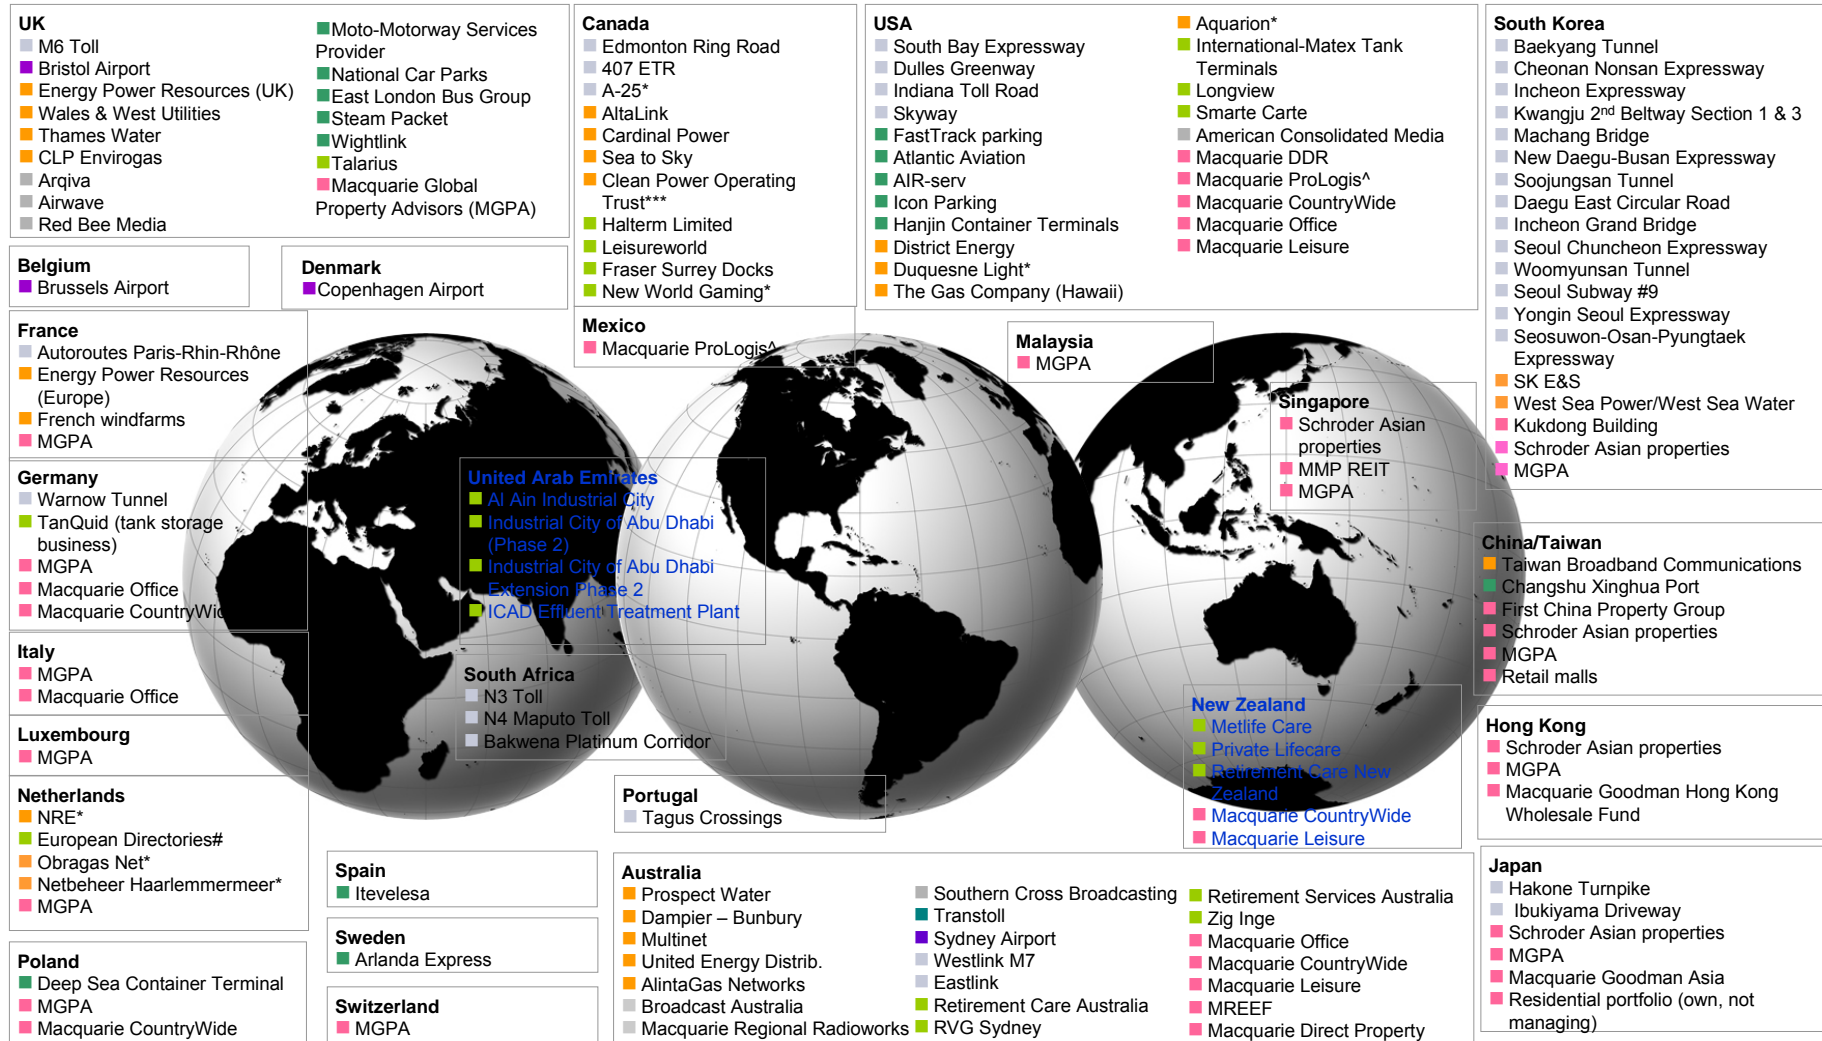 UK
M6 Toll
Bristol Airport
Energy Power Resources (UK)
Wales & West Utilities
Thames Water
CLP Envirogas
Arqiva
Airwave
Red Bee Media
Moto-Motorway Services
Provider
National Car Parks
East London Bus Group
Steam Packet
Wightlink
Talarius
Macquarie Global
Property Advisors (MGPA)
Canada
Edmonton Ring Road
407 ETR
A-25*
AltaLink
Cardinal Power
Sea to Sky
Clean Power Operating
Trust***
Halterm Limited
Leisureworld
Fraser Surrey Docks
New World Gaming*
USA
South Bay Expressway
Dulles Greenway
Indiana Toll Road
Skyway
FastTrack parking
Atlantic Aviation
AIR-serv
Icon Parking
Hanjin Container Terminals
District Energy
Duquesne Light*
The Gas Company (Hawaii)
Aquarion*
International-Matex Tank
Terminals
Longview
Smarte Carte
American Consolidated Media
Macquarie DDR
Macquarie ProLogis^
Macquarie CountryWide
Macquarie Office
Macquarie Leisure
South Korea
Baekyang Tunnel
Cheonan Nonsan Expressway
Incheon Expressway
Kwangju 2nd Beltway Section 1 & 3
Machang Bridge
New Daegu-Busan Expressway
Soojungsan Tunnel
Daegu East Circular Road
Incheon Grand Bridge
Seoul Chuncheon Expressway
Woomyunsan Tunnel
Seoul Subway #9
Yongin Seoul Expressway
Seosuwon-Osan-Pyungtaek
Expressway
SK E&S
West Sea Power/West Sea Water
Kukdong Building
Schroder Asian properties
MGPA
Belgium
Brussels Airport
Denmark
Copenhagen Airport
France
Autoroutes Paris-Rhin-Rhône
Energy Power Resources
(Europe)
French windfarms
MGPA
Mexico
Macquarie ProLogis^
Malaysia
MGPA
Singapore
Schroder Asian
properties
MMP REIT
MGPA
Germany
Warnow Tunnel
TanQuid (tank storage
business)
MGPA
Macquarie Office
Macquarie CountryWide
United Arab Emirates
Al Ain Industrial City
Industrial City of Abu Dhabi
(Phase 2)
Industrial City of Abu Dhabi
Extension Phase 2
ICAD Effluent Treatment Plant
China/Taiwan
Taiwan Broadband Communications
Changshu Xinghua Port
First China Property Group
Schroder Asian properties
MGPA
Retail malls
Italy
MGPA
Macquarie Office
South Africa
N3 Toll
N4 Maputo Toll
Bakwena Platinum Corridor
New Zealand
Metlife Care
Private Lifecare
Retirement Care New
Zealand
Macquarie CountryWide
Macquarie Leisure
Hong Kong
Schroder Asian properties
MGPA
Macquarie Goodman Hong Kong
Wholesale Fund
Luxembourg
MGPA
Netherlands
NRE*
European Directories#
Obragas Net*
Netbeheer Haarlemmermeer*
MGPA
Portugal
Tagus Crossings
Spain
Itevelesa
Sweden
Arlanda Express
Switzerland
MGPA
Poland
Deep Sea Container Terminal
MGPA
Macquarie CountryWide
Australia
Prospect Water
Dampier – Bunbury
Multinet
United Energy Distrib.
AlintaGas Networks
Broadcast Australia
Macquarie Regional Radioworks
Southern Cross Broadcasting
Transtoll
Sydney Airport
Westlink M7
Eastlink
Retirement Care Australia
RVG Sydney
Retirement Services Australia
Zig Inge
Macquarie Office
Macquarie CountryWide
Macquarie Leisure
MREEF
Macquarie Direct Property
Japan
Hakone Turnpike
Ibukiyama Driveway
Schroder Asian properties
MGPA
Macquarie Goodman Asia
Residential portfolio (own, not
managing)